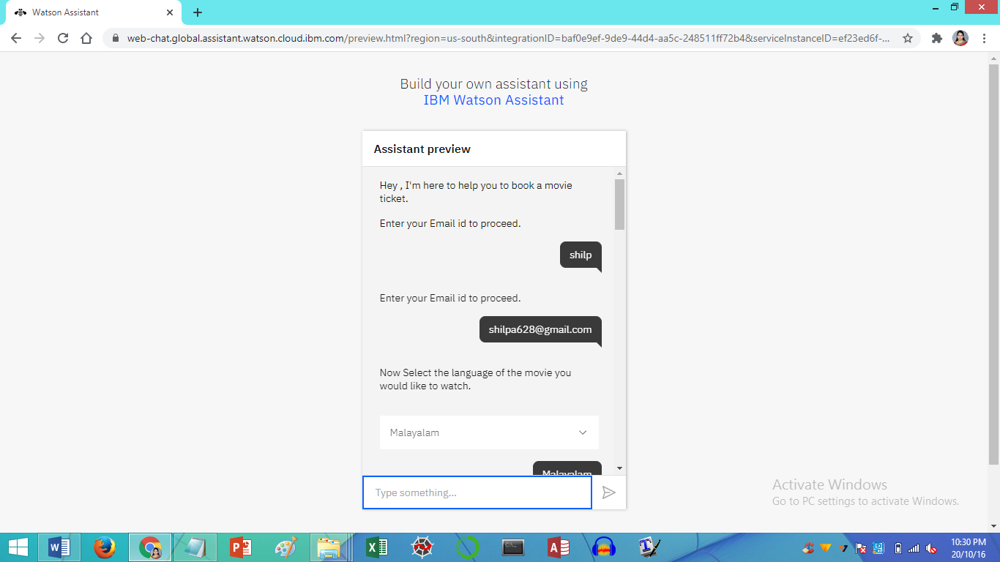 Watson Assistant
web-chat.global.assistant.watson.cloud.ibm.com/preview.html?region=us-south&integrationID=baf0e9ef-9de9-44d4-aa5c-248511ff72b4&serviceInstanceID=ef23ed6f-...
Build your own assistant using
IBM Watson Assistant
Assistant preview
Hey , I'm here to help you to book a movie
ticket.
Enter your Email id to proceed.
shilp
Enter your Email id to proceed.
shilpa628@gmail.com
Now Select the language of the movie you
would like to watch.
Malayalam
Malayalam
Type something...
Activate Windows
Go to PC settings to activate Windows.
10:30 PM
20/10/16